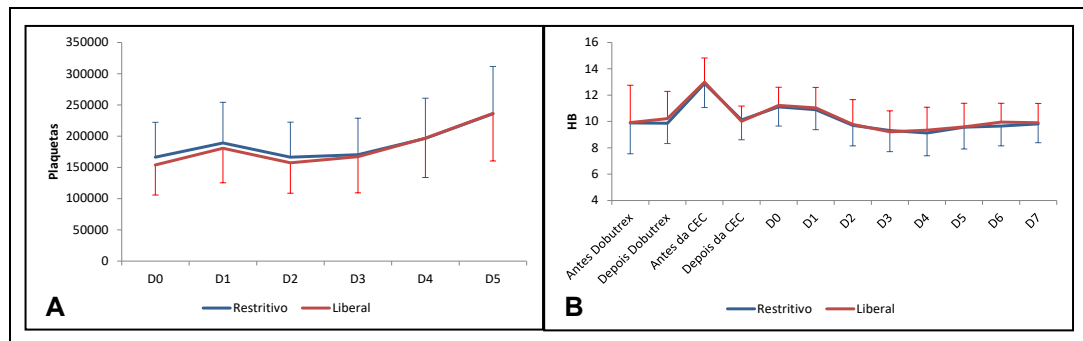 350000
300000
250000
200000
150000
100000
50000
0
Plaquetas
D0 D1 D2 D3 D4 D5
Restritivo Liberal
A
16
14
12
10
8
6
4
HB
Antes Dobutrex
Depois Dobutrex
Antes da CEC
Depois da CEC
D0
D1
D2
D3
D4
D5
D6
D7
Restritivo Liberal
B